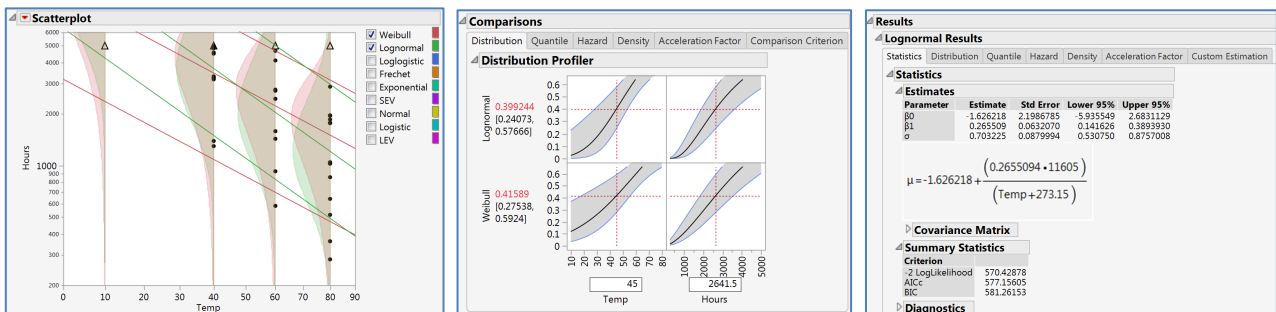 Scatterplot
6000
5000
4000
3000
2000
1000
900
800
700
600
500
400
300
200
Hours
0 10 20 30 40 50 60 70 80 90
Temp
Weibull
Lognormal
Loglogistic
Frechet
Exponential
SEV
Normal
Logistic
LEV
Comparisons
Distribution Quantile Hazard Density Acceleration Factor Comparison Criterion
Distribution Profiler
Lognormal
0.399244
[0.24073,
0.57666]
0.6
0.5
0.4
0.3
0.2
0.1
0
Weibull
0.41589
[0.27538,
0.5924]
0.6
0.5
0.4
0.3
0.2
0.1
0
10 20 30 40 50 60 70 80
1000 2000 3000 4000 5000
45
2641.5
Temp
Hours
Results
Lognormal Results
Statistics Distribution Quantile Hazard Density Acceleration Factor Custom Estimation
Statistics
Estimates
Parameter Estimate Std Error Lower 95% Upper 95%
β0 -1.626218 2.1986785 -5.935549 2.6831129
β1 0.265509 0.0632070 0.141626 0.3893930
σ 0.703225 0.0879994 0.530750 0.8757008
μ=-1.626218+ (0.2655094•11605) / (Temp+273.15)
Covariance Matrix
Summary Statistics
Criterion
-2 LogLikelihood 570.42878
AICc 577.15605
BIC 581.26153
Diagnostics